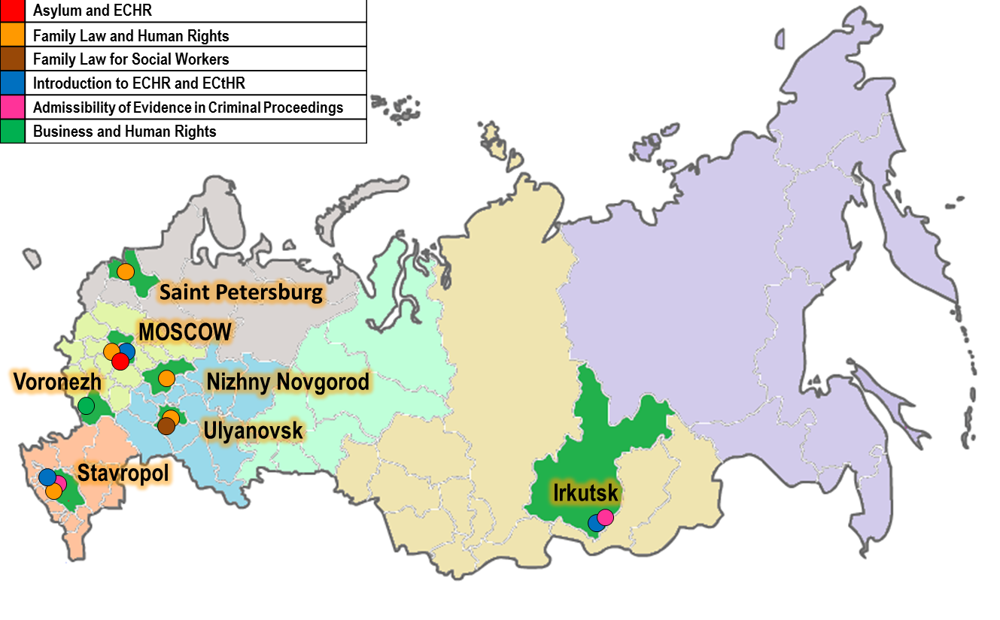 Asylum and ECHR
Family Law and Human Rights
Family Law for Social Workers
Introduction to ECHR and ECtHR
Admissibility of Evidence in Criminal Proceedings
Business and Human Rights
Saint Petersburg
MOSCOW
Voronezh
Nizhny Novgorod
Ulyanovsk
Stavropol
Irkutsk